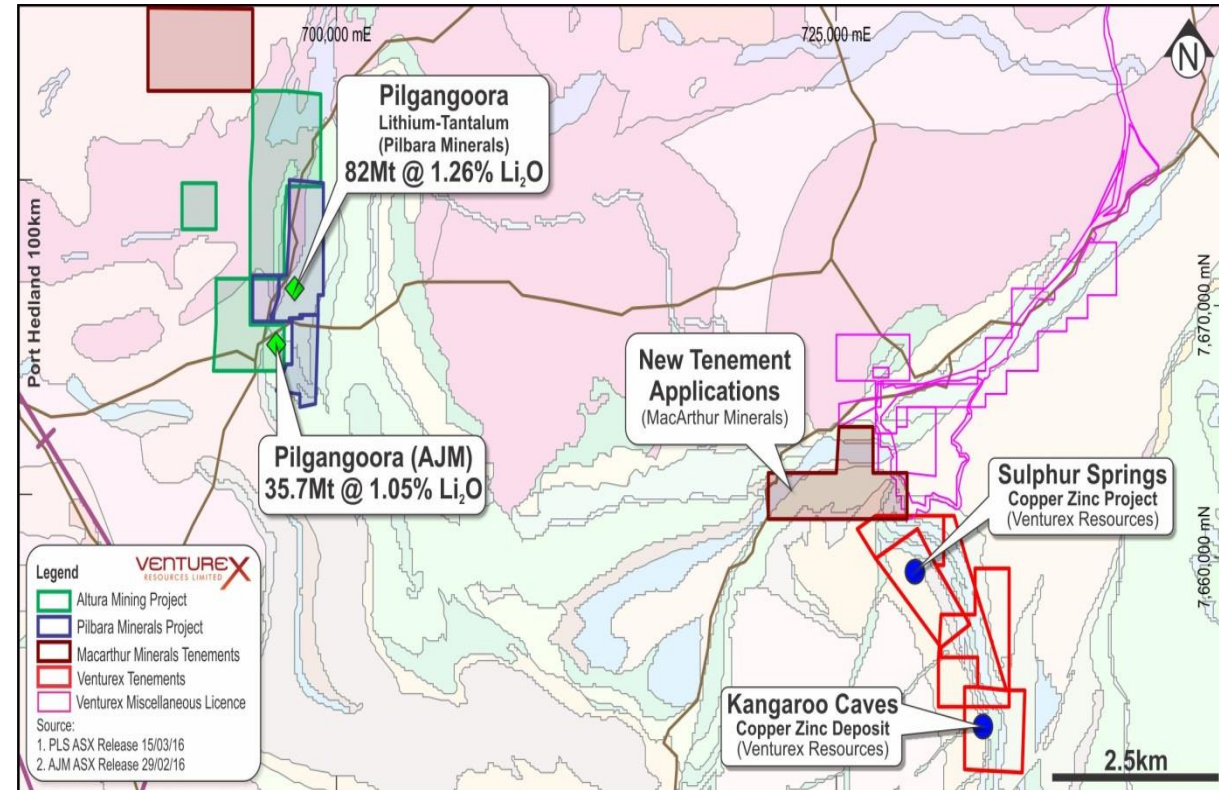 700,000 mE
725,000 mE
N
Pilgangoora
Lithium-Tantalum
(Pilbara Minerals)
82Mt @ 1.26% Li₂O
Port Hedland 100km
7,670,000 mN
New Tenement
Applications
(MacArthur Minerals)
Pilgangoora (AJM)
35.7Mt @ 1.05% Li₂O
Sulphur Springs
Copper Zinc Project
(Venturex Resources)
7,660,000 mN
Kangaroo Caves
Copper Zinc Deposit
(Venturex Resources)
2.5km
Legend
VENTUREX
RESOURCES LIMITED
Altura Mining Project
Pilbara Minerals Project
Macarthur Minerals Tenements
Venturex Tenements
Venturex Miscellaneous Licence
Source:
1. PLS ASX Release 15/03/16
2. AJM ASX Release 29/02/16